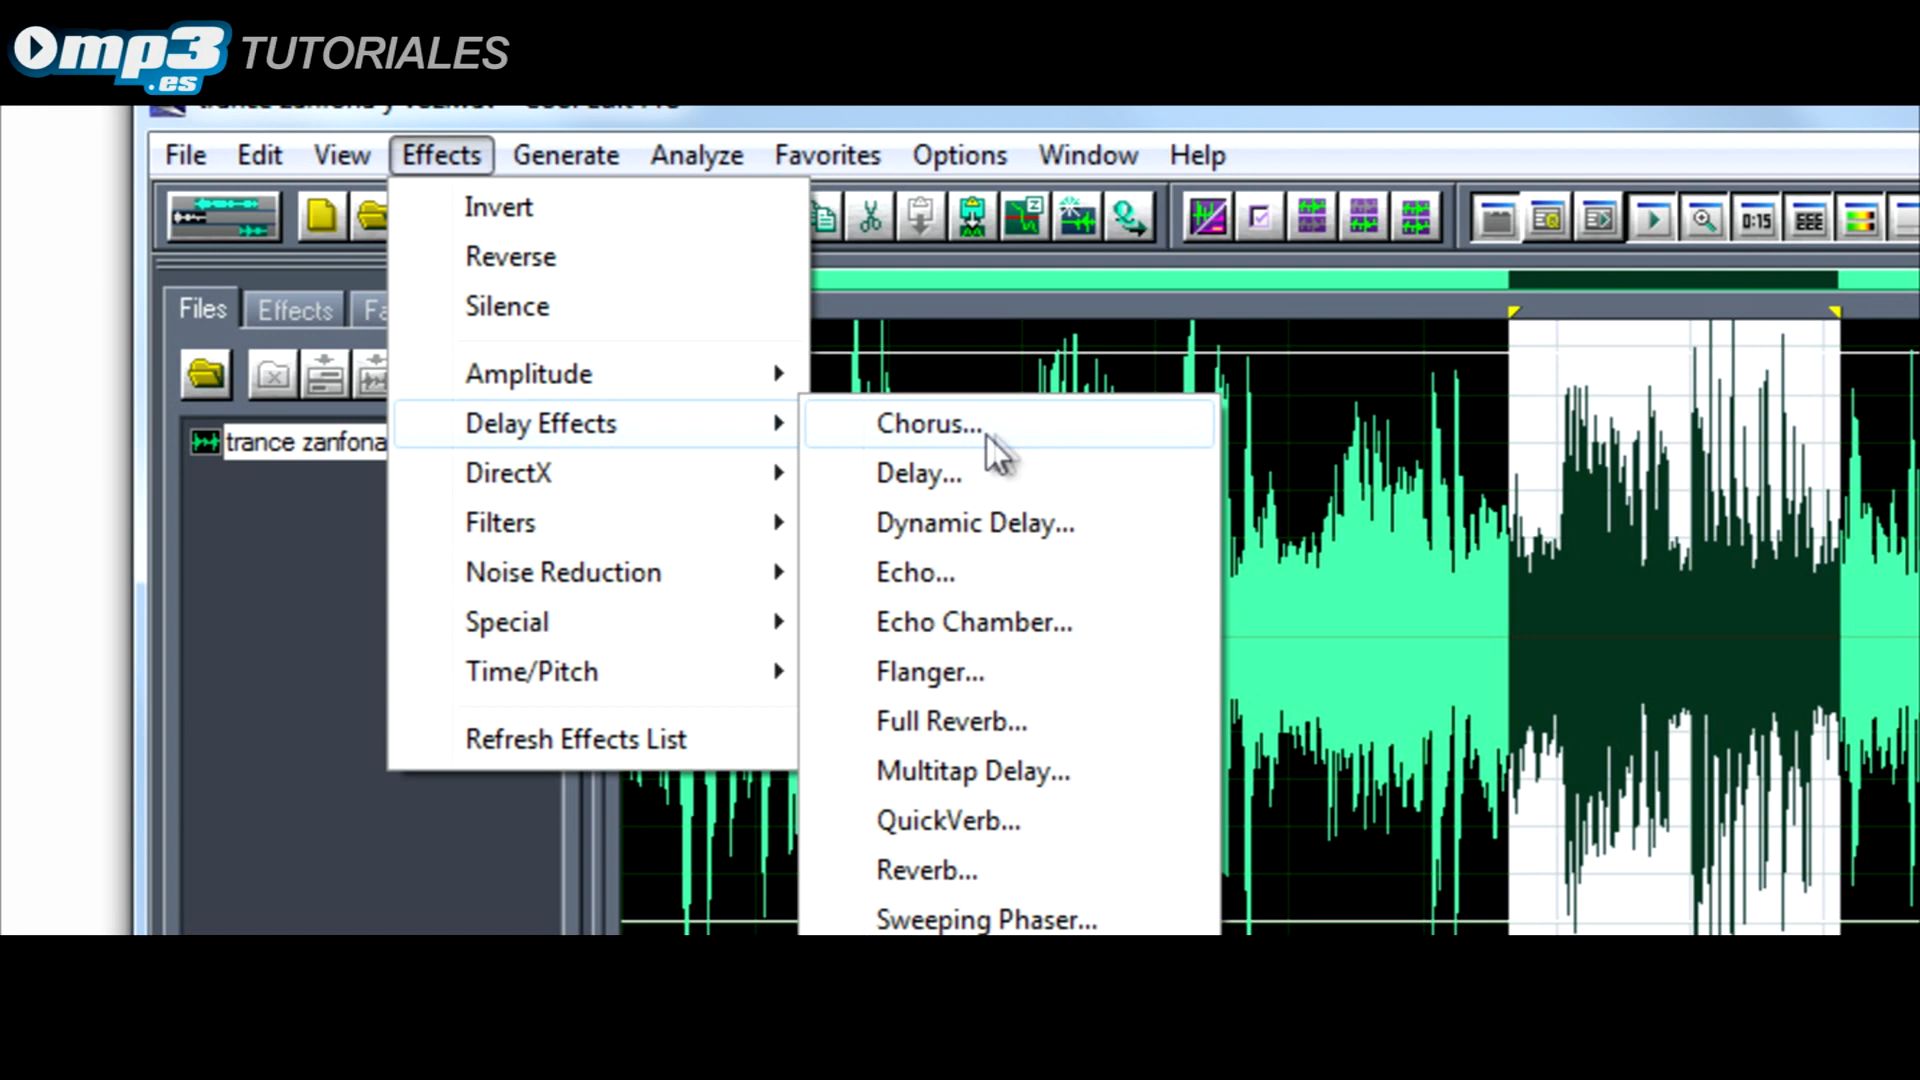 mp3
.es
TUTORIALES
File Edit View Effects Generate Analyze Favorites Options Window Help
Invert
Reverse
Silence
Amplitude
Delay Effects
DirectX
Filters
Noise Reduction
Special
Time/Pitch
Refresh Effects List
0:15
Files Effects
trance zanfona
Chorus...
Delay...
Dynamic Delay...
Echo...
Echo Chamber...
Flanger...
Full Reverb...
Multitap Delay...
QuickVerb...
Reverb...
Sweeping Phaser...